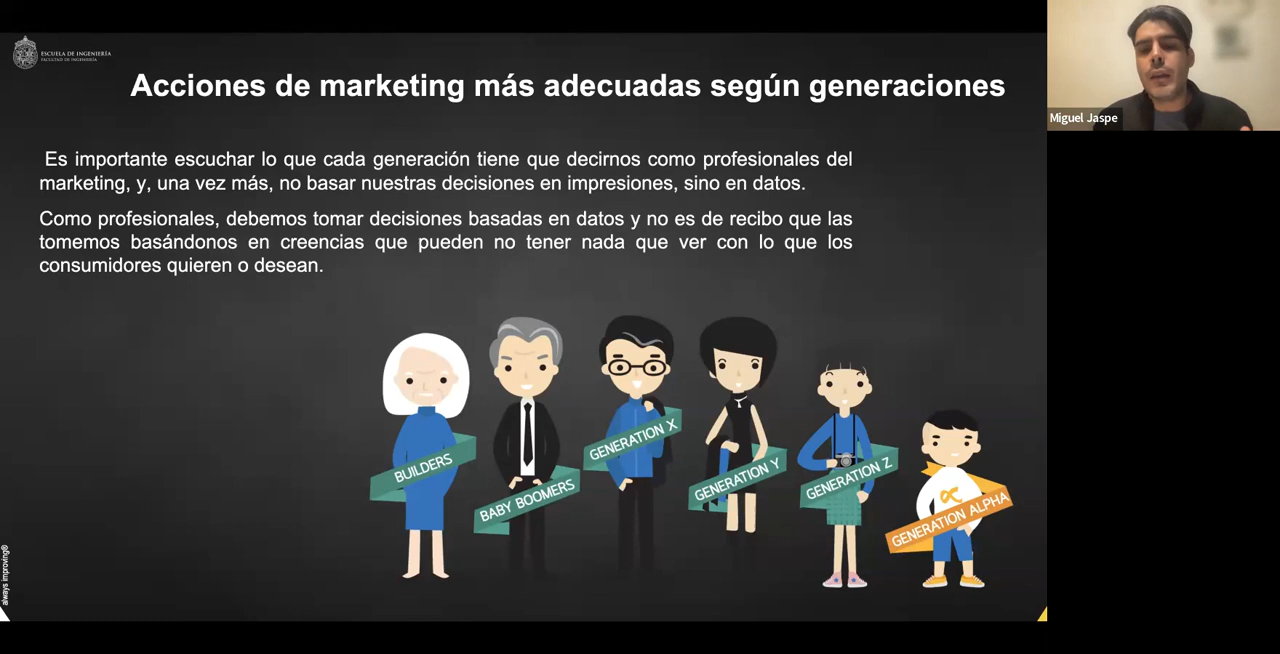 ESCUELA DE INGENIERÍA
FACULTAD DE INGENIERÍA
Acciones de marketing más adecuadas según generaciones
Miguel Jaspe
Es importante escuchar lo que cada generación tiene que decirnos como profesionales del
marketing, y, una vez más, no basar nuestras decisiones en impresiones, sino en datos.
Como profesionales, debemos tomar decisiones basadas en datos y no es de recibo que las
tomemos basándonos en creencias que pueden no tener nada que ver con lo que los
consumidores quieren o desean.
BUILDERS
BABY BOOMERS
GENERATION X
GENERATION Y
GENERATION Z
GENERATION ALPHA
always improving®